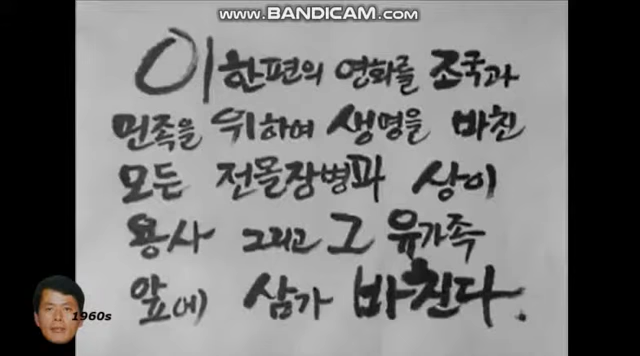 www.BANDICAM.com
이 한편의 영화를 조국과
민족을 위하여 생명을 바친
모든 전몰장병과 상이
용사 그리고 그 유가족
앞에 삼가 바친다.
1960s